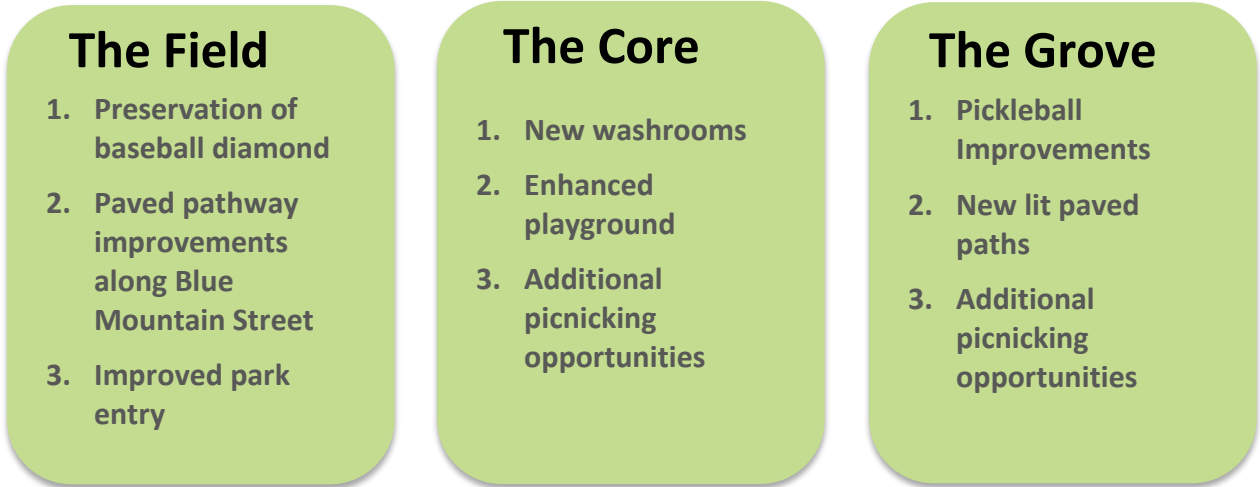 The Field
1. Preservation of
baseball diamond
2. Paved pathway
improvements
along Blue
Mountain Street
3. Improved park
entry
The Core
1. New washrooms
2. Enhanced
playground
3. Additional
picnicking
opportunities
The Grove
1. Pickleball
Improvements
2. New lit paved
paths
3. Additional
picnicking
opportunities